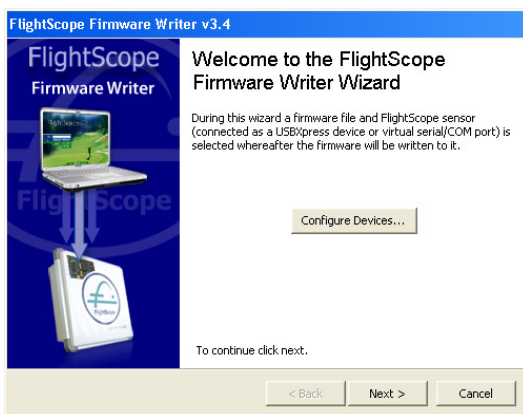 FlightScope Firmware Writer v3.4
FlightScope
Firmware Writer
Welcome to the FlightScope
Firmware Writer Wizard
During this wizard a firmware file and FlightScope sensor
(connected as a USBXpress device or virtual serial/COM port) is
selected whereafter the firmware will be written to it.
FlightScope
Configure Devices...
To continue click next.
< Back
Next >
Cancel